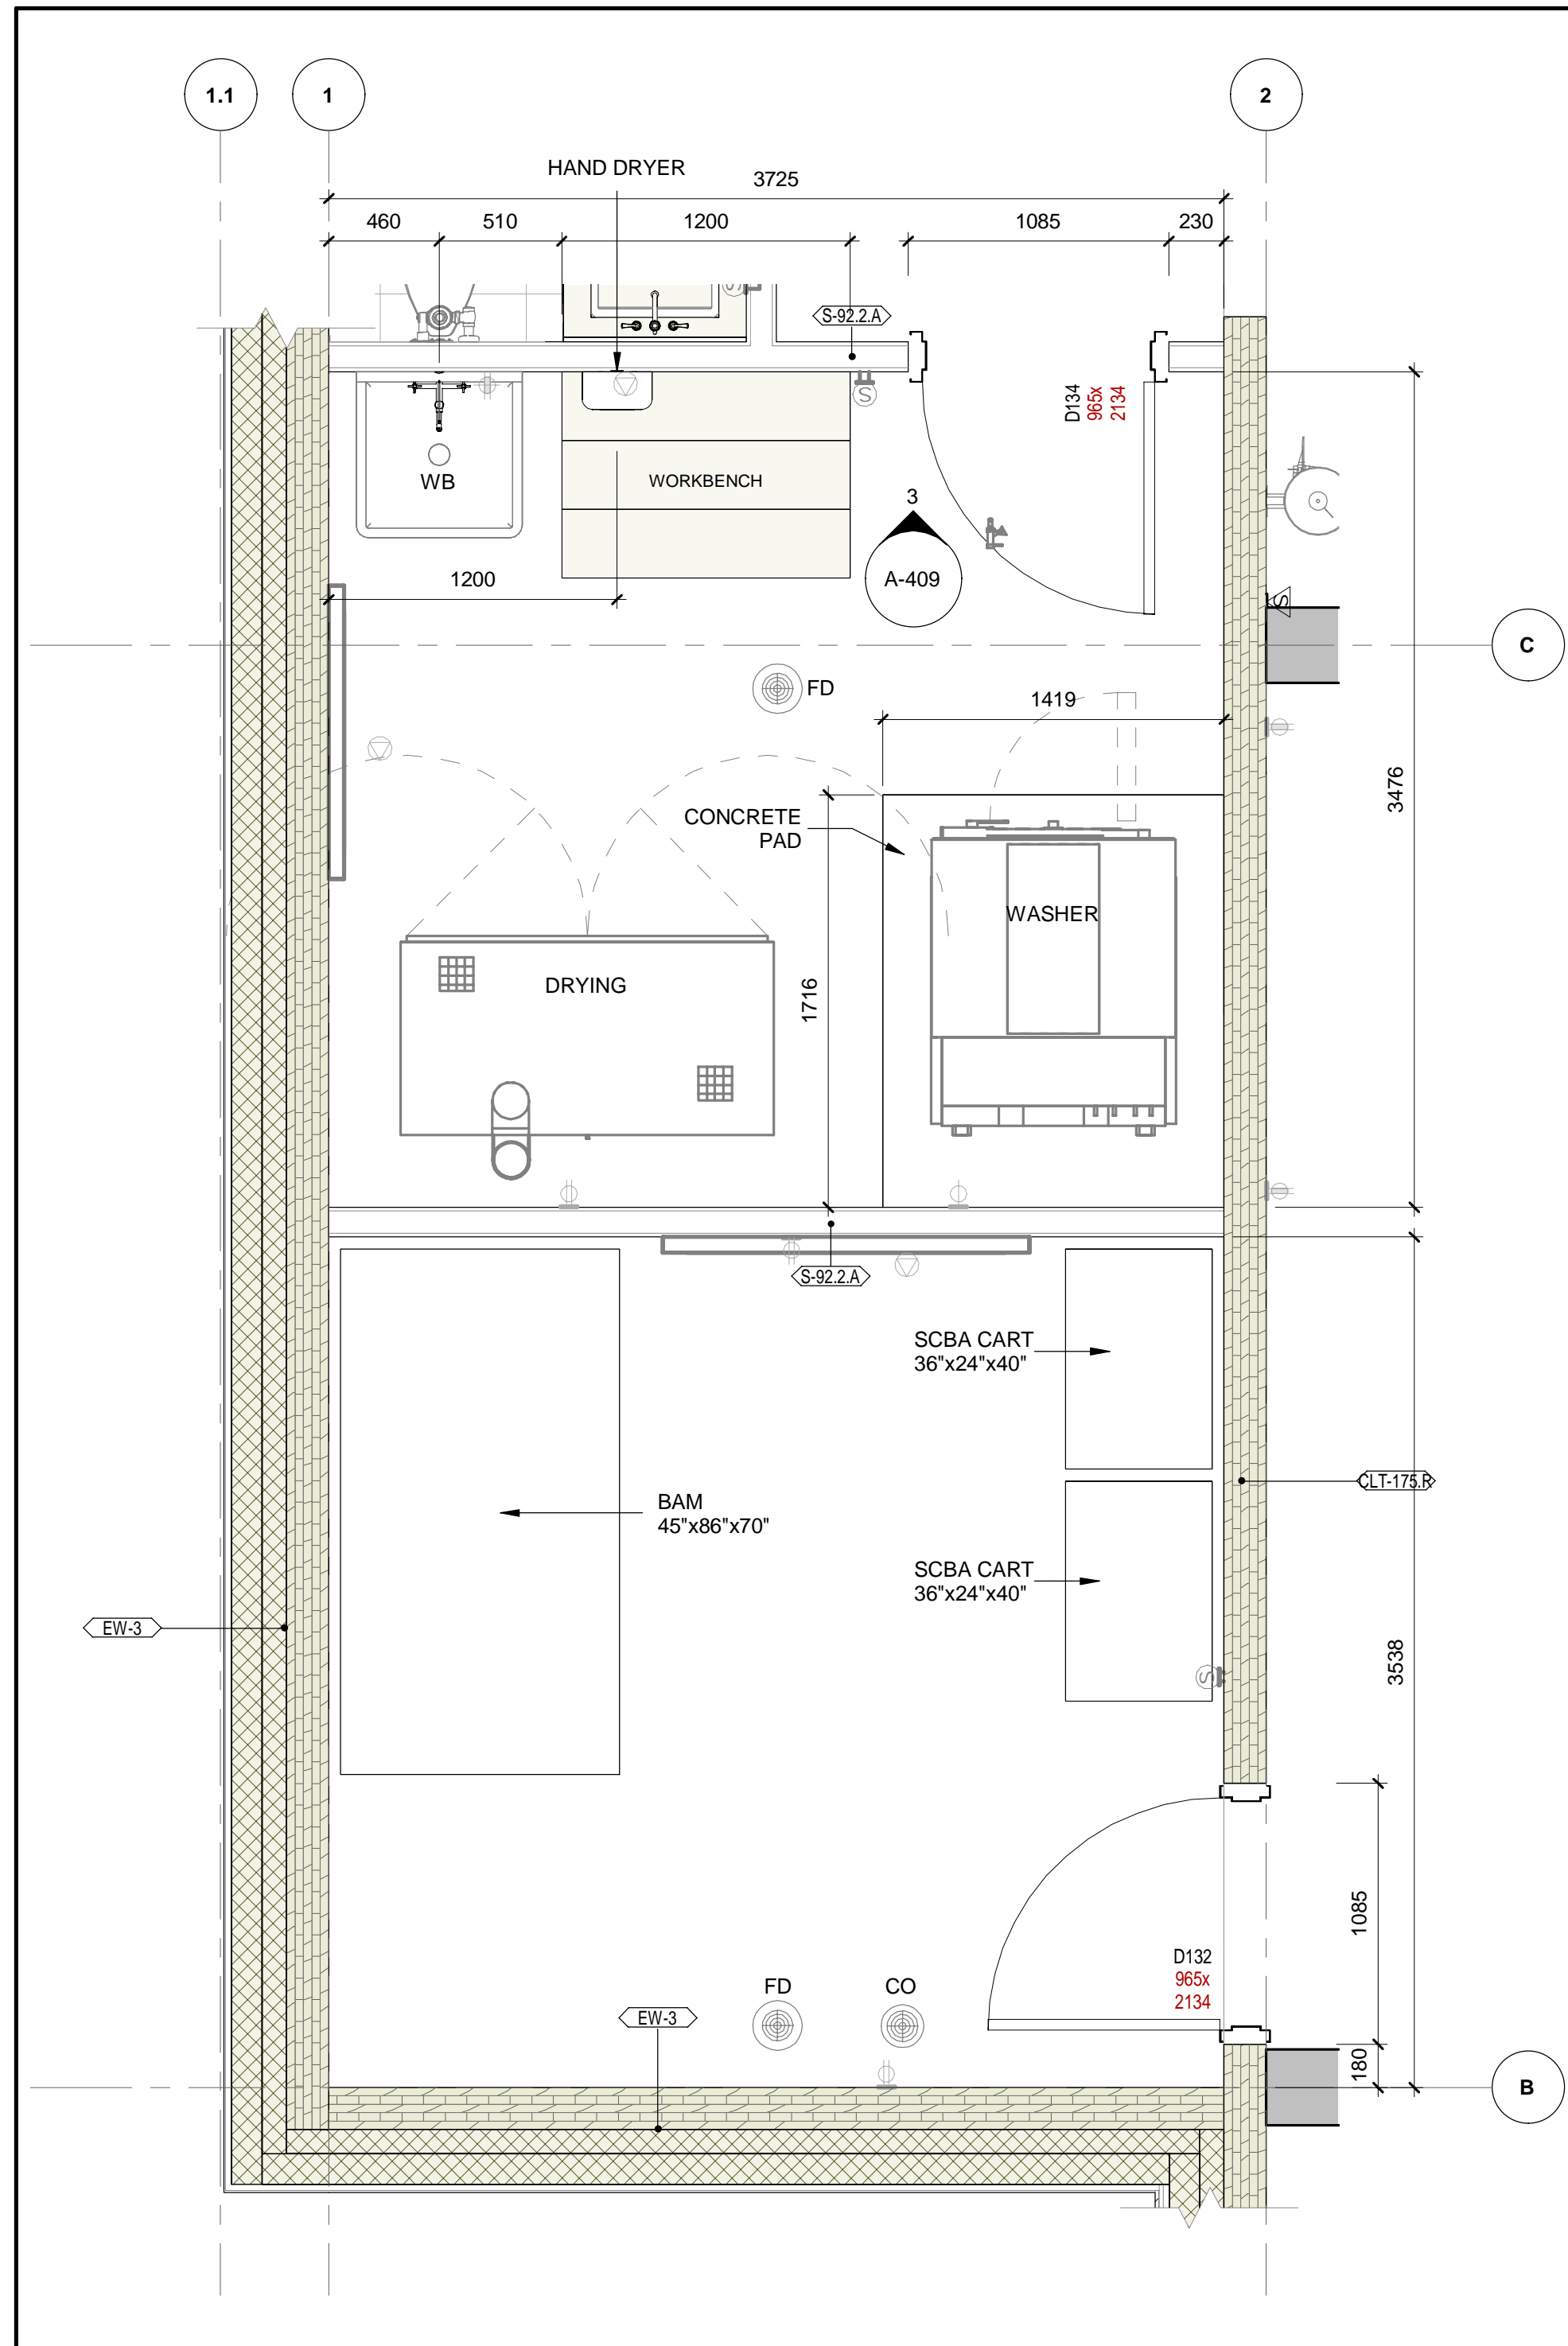 1.1
1
2
HAND DRYER
3725
460
510
1200
1085
230
S-92.2.A
D134
965x
2134
S
S
WB
WORKBENCH
3
A-409
1200
S
C
FD
1419
3476
CONCRETE
PAD
WASHER
DRYING
1716
S-92.2.A
SCBA CART
36"x24"x40"
CLT-175.R
BAM
45"x86"x70"
SCBA CART
36"x24"x40"
EW-3
3538
S
1085
D132
965x
2134
FD
CO
EW-3
180
B